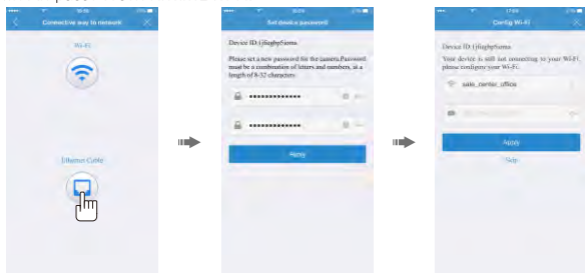 Connecting way to network
Wi-Fi
Ethernet Cable
Set device password
Device ID:
Please set a new password for the camera.Password
must be a combination of letters and numbers, at a
length of 8-32 characters.
Apply
17:03
Config Wi-Fi
Device ID:
Your device is still not connecting to your Wi-Fi,
please configure your Wi-Fi.
sale_center_office
Apply
Skip